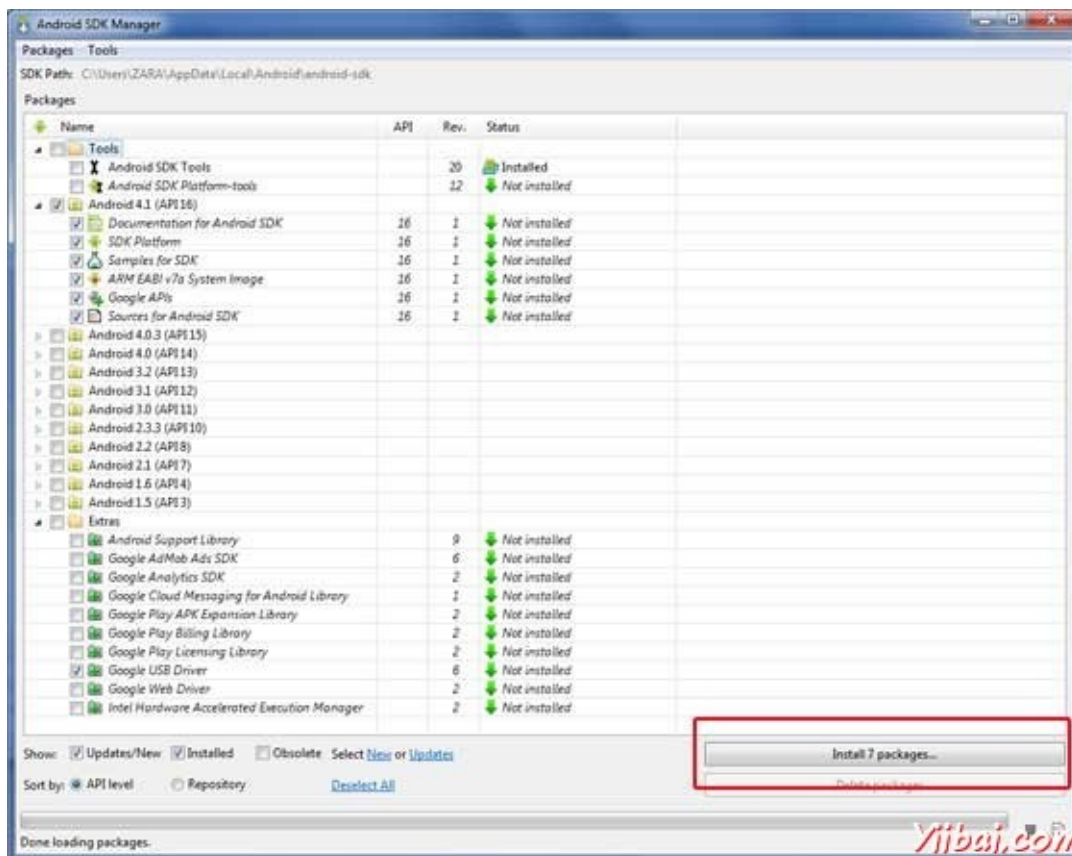 Android SDK Manager
Packages Tools
SDK Path: C:\Users\ZARA\AppData\Local\Android\android-sdk
Packages
Name API Rev. Status
Tools
Android SDK Tools 20 Installed
Android SDK Platform-tools 12 Not installed
Android 4.1 (API 16)
Documentation for Android SDK 16 1 Not installed
SDK Platform 16 1 Not installed
Samples for SDK 16 1 Not installed
ARM EABI v7a System Image 16 1 Not installed
Google APIs 16 1 Not installed
Sources for Android SDK 16 1 Not installed
Android 4.0.3 (API 15)
Android 4.0 (API 14)
Android 3.2 (API 13)
Android 3.1 (API 12)
Android 3.0 (API 11)
Android 2.3.3 (API 10)
Android 2.2 (API 8)
Android 2.1 (API 7)
Android 1.6 (API 4)
Android 1.5 (API 3)
Extras
Android Support Library 9 Not installed
Google AdMob Ads SDK 6 Not installed
Google Analytics SDK 2 Not installed
Google Cloud Messaging for Android Library 1 Not installed
Google Play APK Expansion Library 2 Not installed
Google Play Billing Library 2 Not installed
Google Play Licensing Library 2 Not installed
Google USB Driver 6 Not installed
Google Web Driver 2 Not installed
Intel Hardware Accelerated Execution Manager 2 Not installed
Show: Updates/New Installed Obsolete Select New or Updates
Install 7 packages...
Sort by: API level Repository Deselect All
Delete packages...
Done loading packages.
Yiibai.com